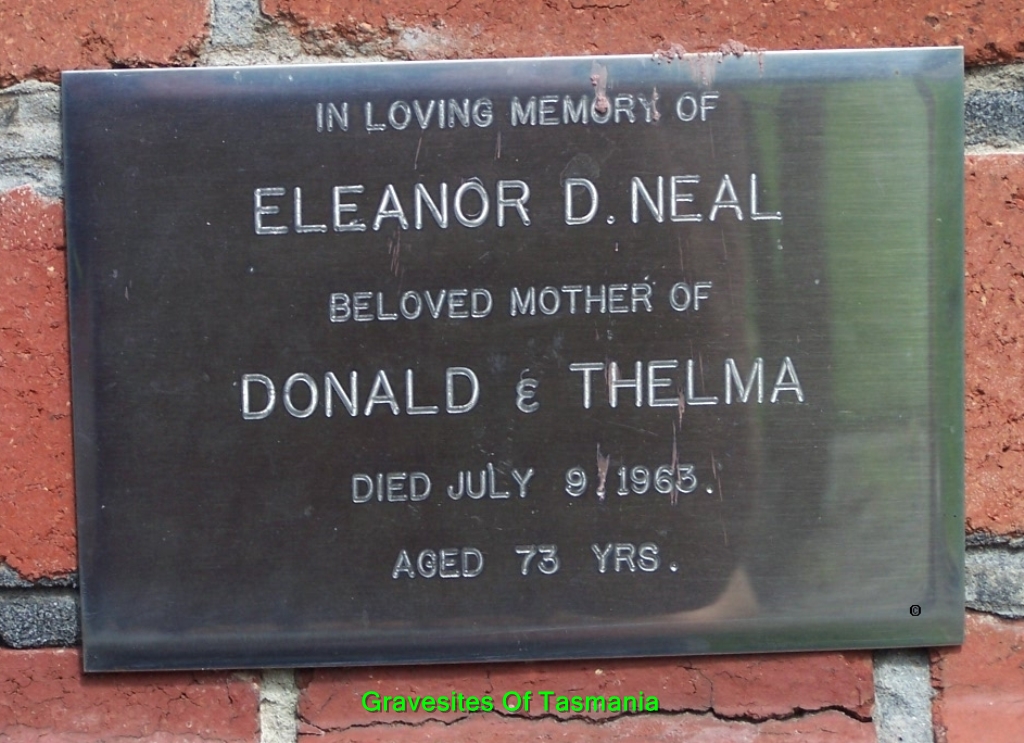 IN LOVING MEMORY OF
ELEANOR D. NEAL
BELOVED MOTHER OF
DONALD & THELMA
DIED JULY 9, 1963.
AGED 73 YRS.
©
Gravesites Of Tasmania